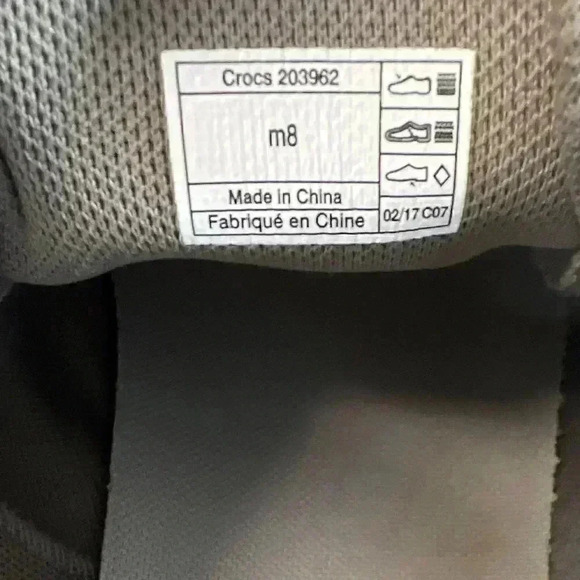 Crocs 203962
m8
Made in China
Fabriqué en Chine
02/17 C07